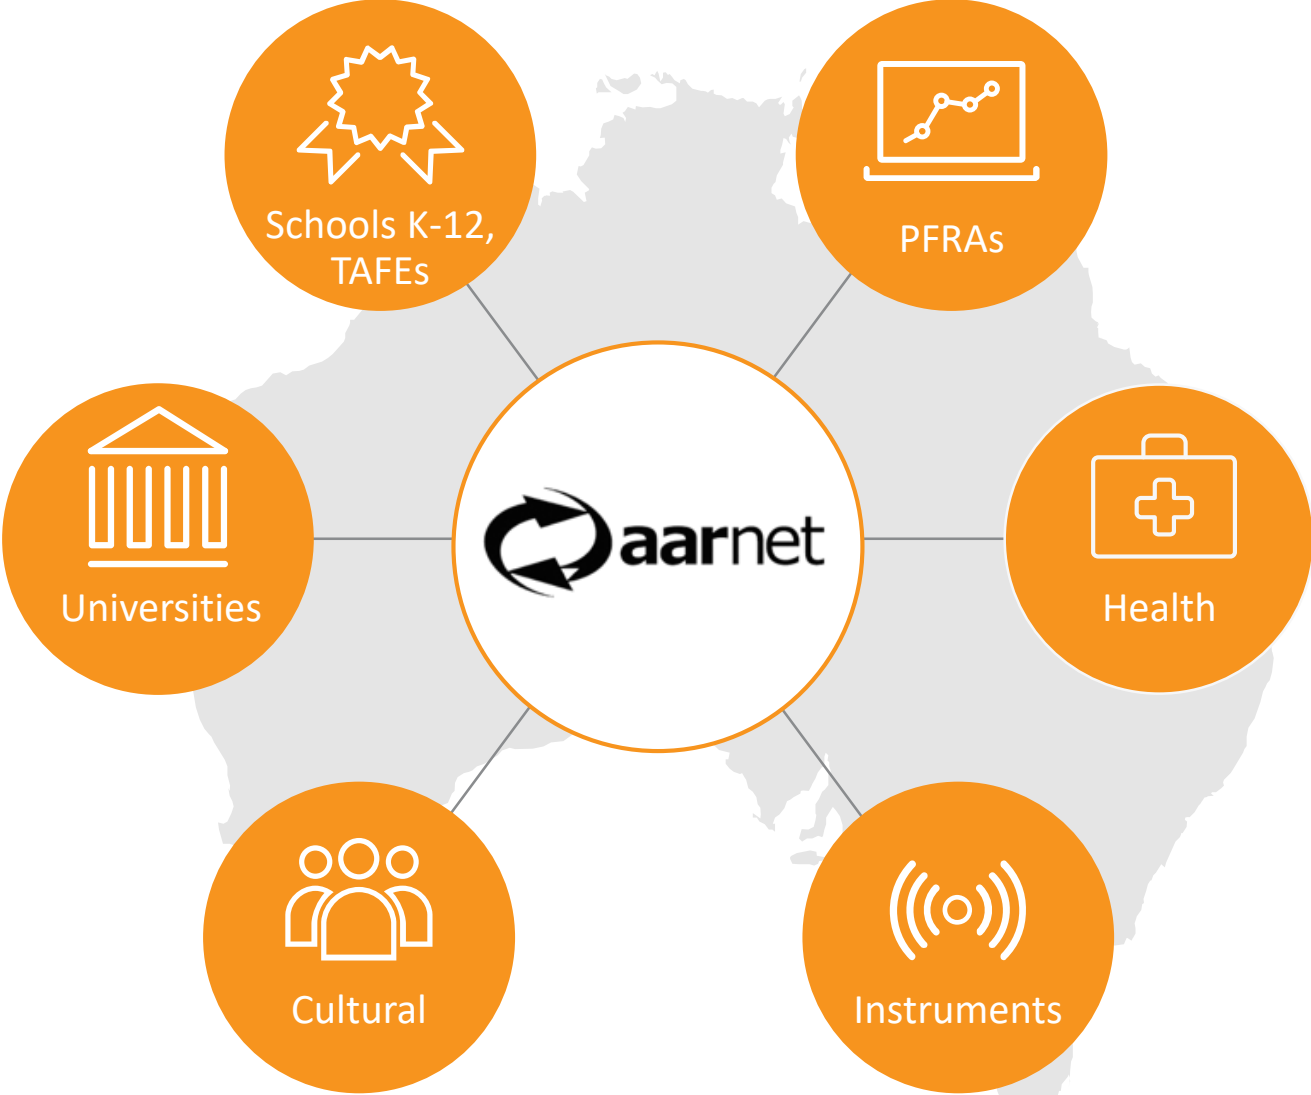 Schools K-12,
TAFEs
PFRAs
Universities
aarnet
Health
Cultural
Instruments